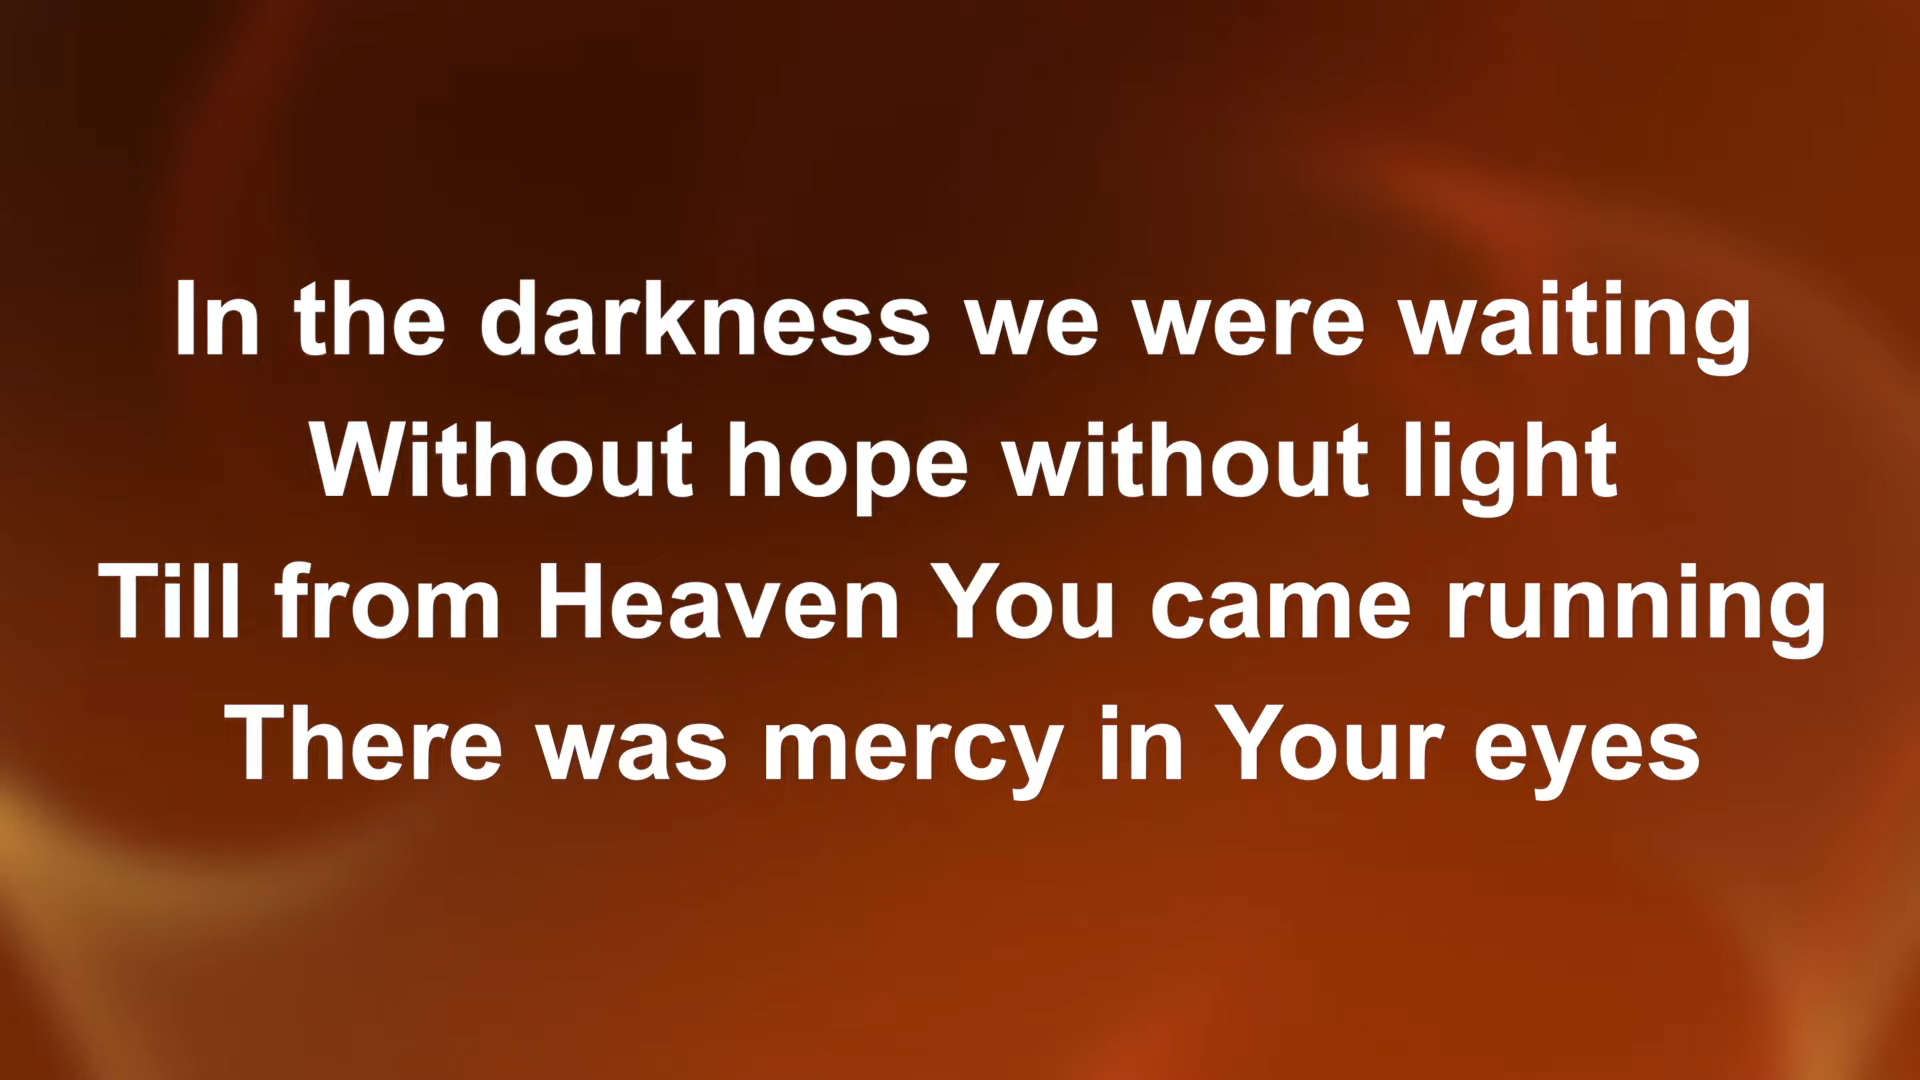 In the darkness we were waiting
Without hope without light
Till from Heaven You came running
There was mercy in Your eyes